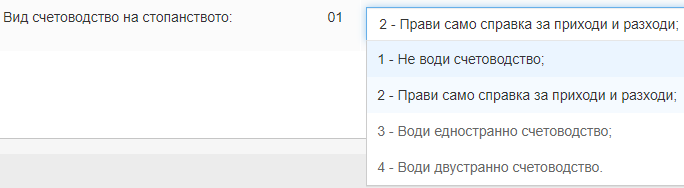 Вид счетоводство на стопанството: 01 2 - Прави само справка за приходи и разходи;
1 - Не води счетоводство;
2 - Прави само справка за приходи и разходи;
3 - Води едностранно счетоводство;
4 - Води двустранно счетоводство.